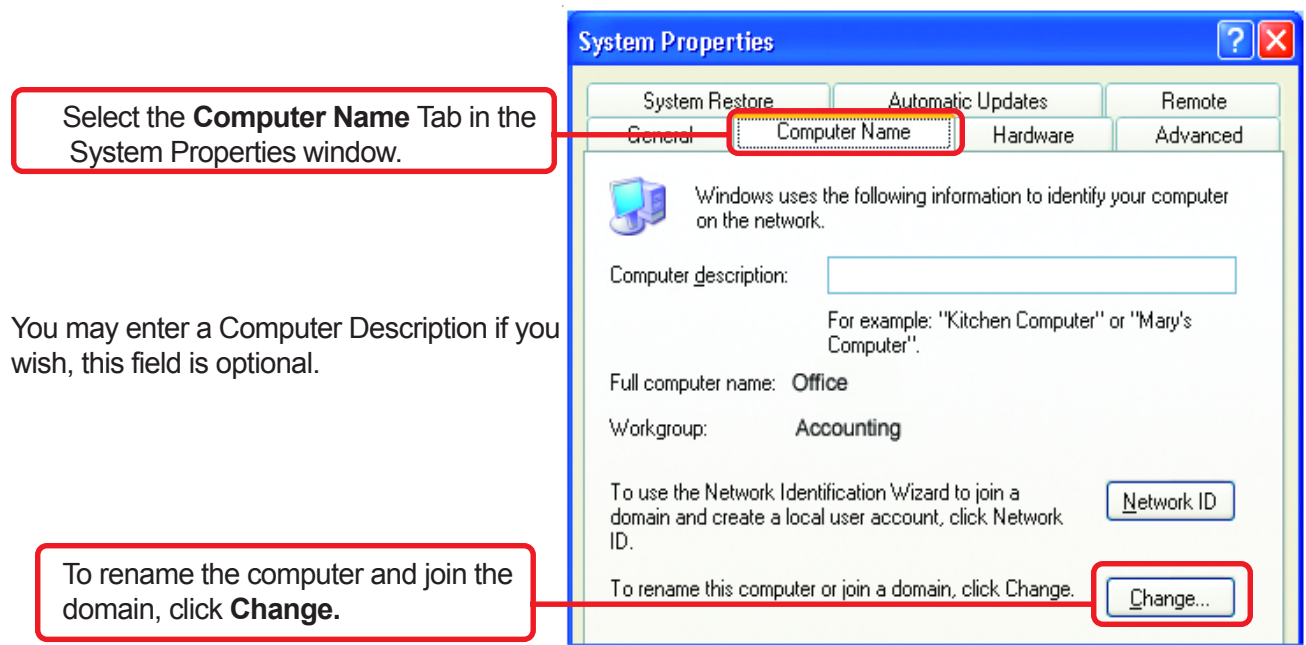 System Properties
Select the Computer Name Tab in the
System Properties window.
System Restore Automatic Updates Remote
General Computer Name Hardware Advanced
Windows uses the following information to identify your computer
on the network.
Computer description:
For example: "Kitchen Computer" or "Mary's
Computer".
You may enter a Computer Description if you
wish, this field is optional.
Full computer name: Office
Workgroup: Accounting
To use the Network Identification Wizard to join a
domain and create a local user account, click Network
ID.
Network ID
To rename the computer and join the
domain, click Change.
To rename this computer or join a domain, click Change.
Change...